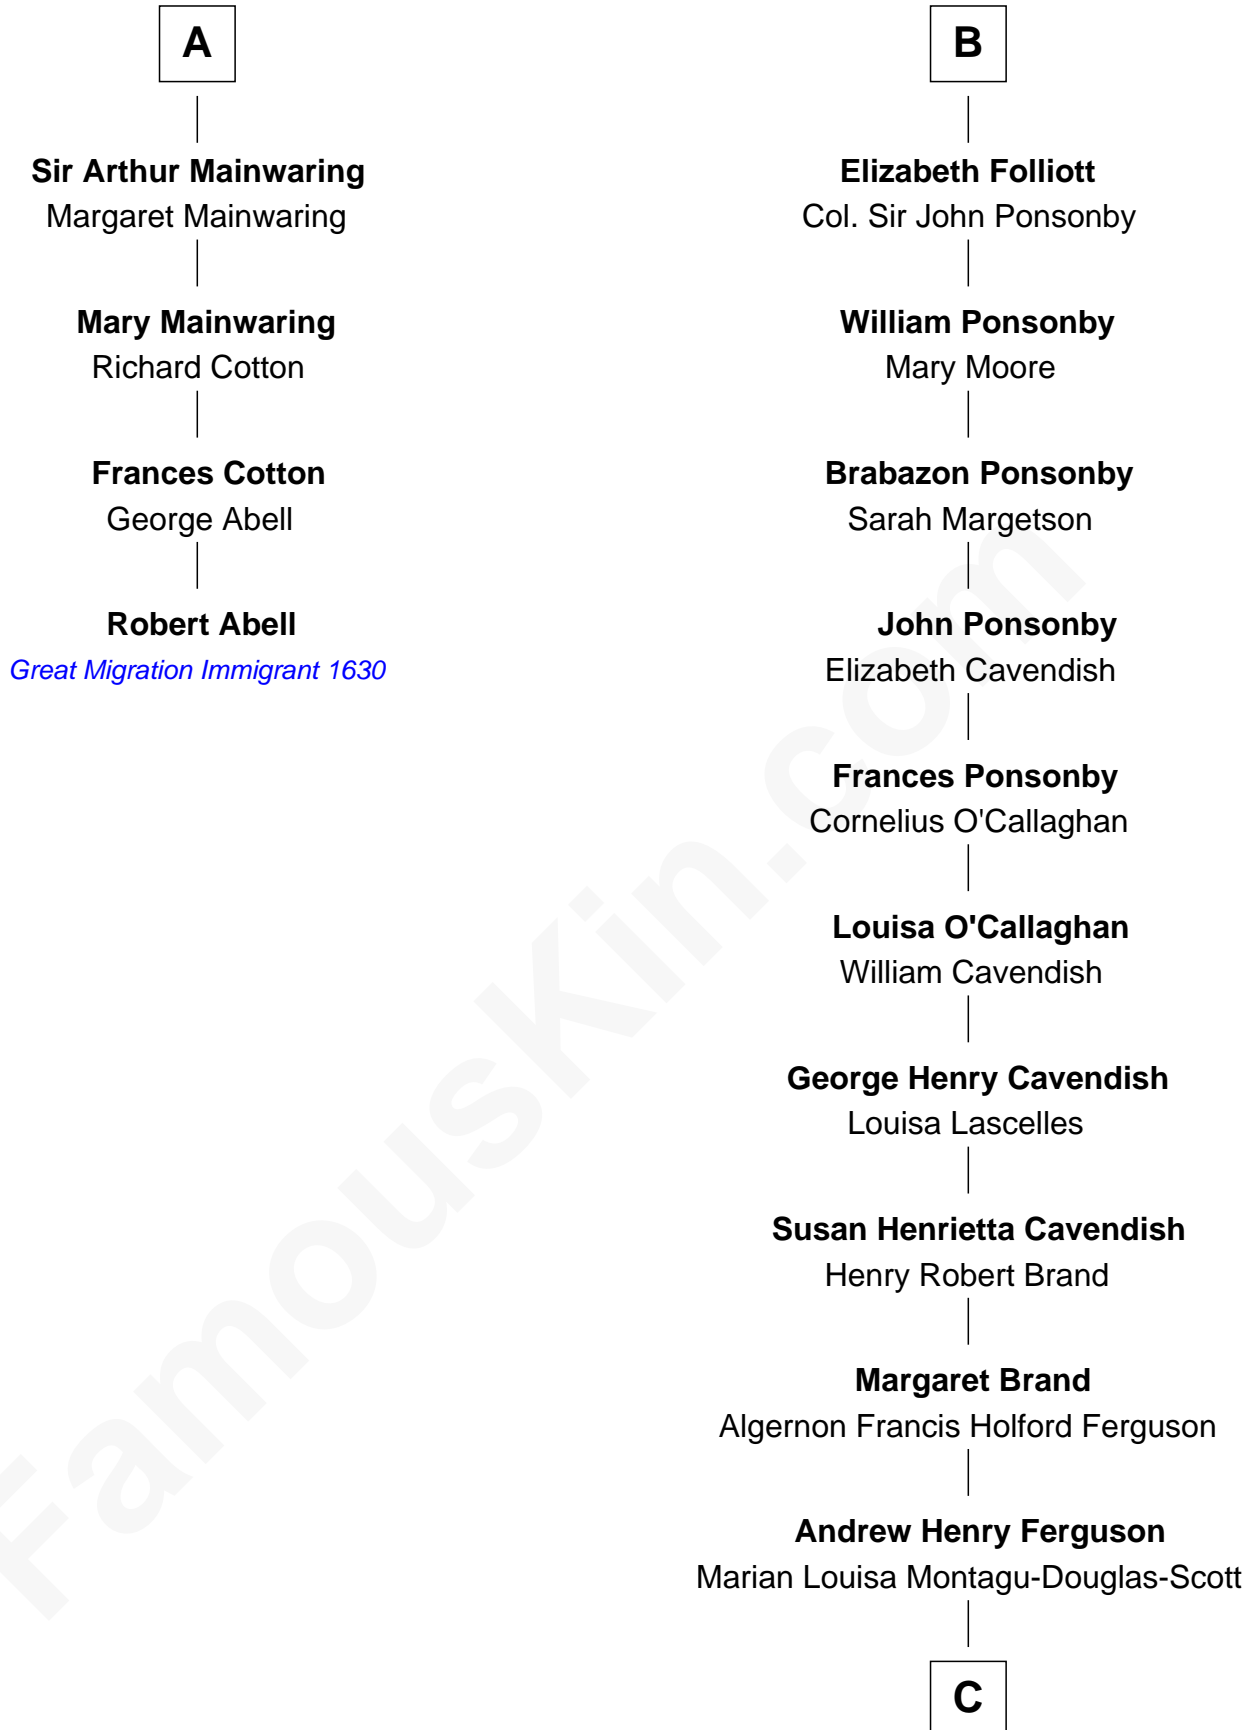 A
Sir Arthur Mainwaring
Margaret Mainwaring
Mary Mainwaring
Richard Cotton
Frances Cotton
George Abell
Robert Abell
Great Migration Immigrant 1630
B
Elizabeth Folliott
Col. Sir John Ponsonby
William Ponsonby
Mary Moore
Brabazon Ponsonby
Sarah Margetson
John Ponsonby
Elizabeth Cavendish
Frances Ponsonby
Cornelius O'Callaghan
Louisa O'Callaghan
William Cavendish
George Henry Cavendish
Louisa Lascelles
Susan Henrietta Cavendish
Henry Robert Brand
Margaret Brand
Algernon Francis Holford Ferguson
Andrew Henry Ferguson
Marian Louisa Montagu-Douglas-Scott
C
FamousKin.com